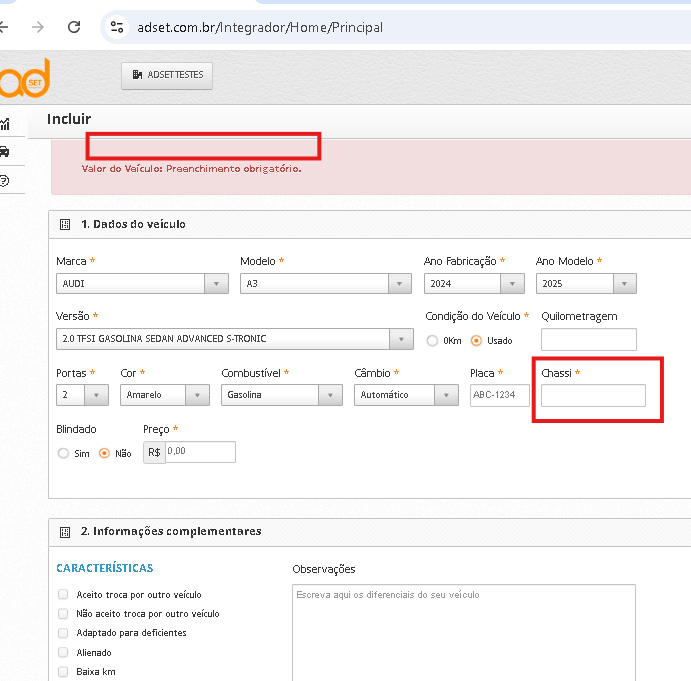 adset.com.br/Integrador/Home/Principal
ad
SET
ADSET TESTES
Incluir
Valor do Veículo: Preenchimento obrigatório.
1. Dados do veículo
Marca * Modelo * Ano Fabricação * Ano Modelo *
AUDI A3 2024 2025
Versão * Condição do Veículo * Quilometragem
2.0 TFSI GASOLINA SEDAN ADVANCED S-TRONIC 0Km Usado
Portas * Cor * Combustível * Câmbio * Placa * Chassi *
2 Amarelo Gasolina Automático ABC-1234
Blindado Preço *
Sim Não R$ 0,00
2. Informações complementares
CARACTERÍSTICAS Observações
Aceito troca por outro veículo Escreva aqui os diferenciais do seu veículo
Não aceito troca por outro veículo
Adaptado para deficientes
Alienado
Baixa km